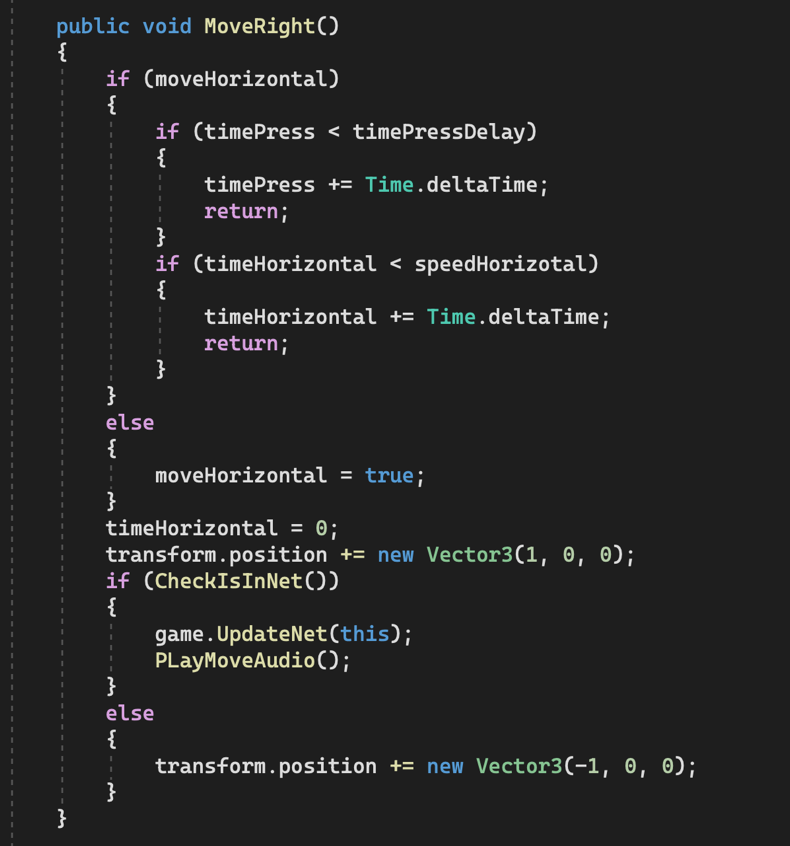 public void MoveRight()
{
if (moveHorizontal)
{
if (timePress < timePressDelay)
{
timePress += Time.deltaTime;
return;
}
if (timeHorizontal < speedHorizotal)
{
timeHorizontal += Time.deltaTime;
return;
}
}
else
{
moveHorizontal = true;
}
timeHorizontal = 0;
transform.position += new Vector3(1, 0, 0);
if (CheckIsInNet())
{
game.UpdateNet(this);
PLayMoveAudio();
}
else
{
transform.position += new Vector3(-1, 0, 0);
}
}